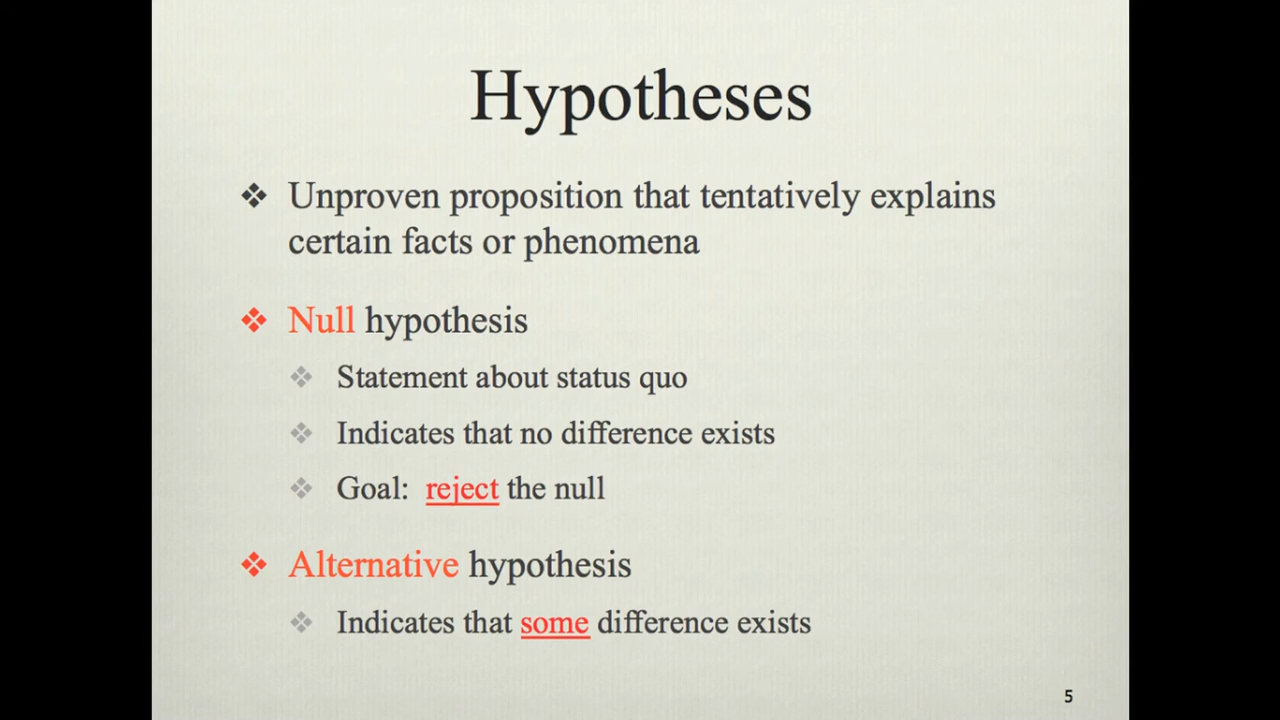 Hypotheses
Unproven proposition that tentatively explains
certain facts or phenomena
Null hypothesis
Statement about status quo
Indicates that no difference exists
Goal: reject the null
Alternative hypothesis
Indicates that some difference exists
5